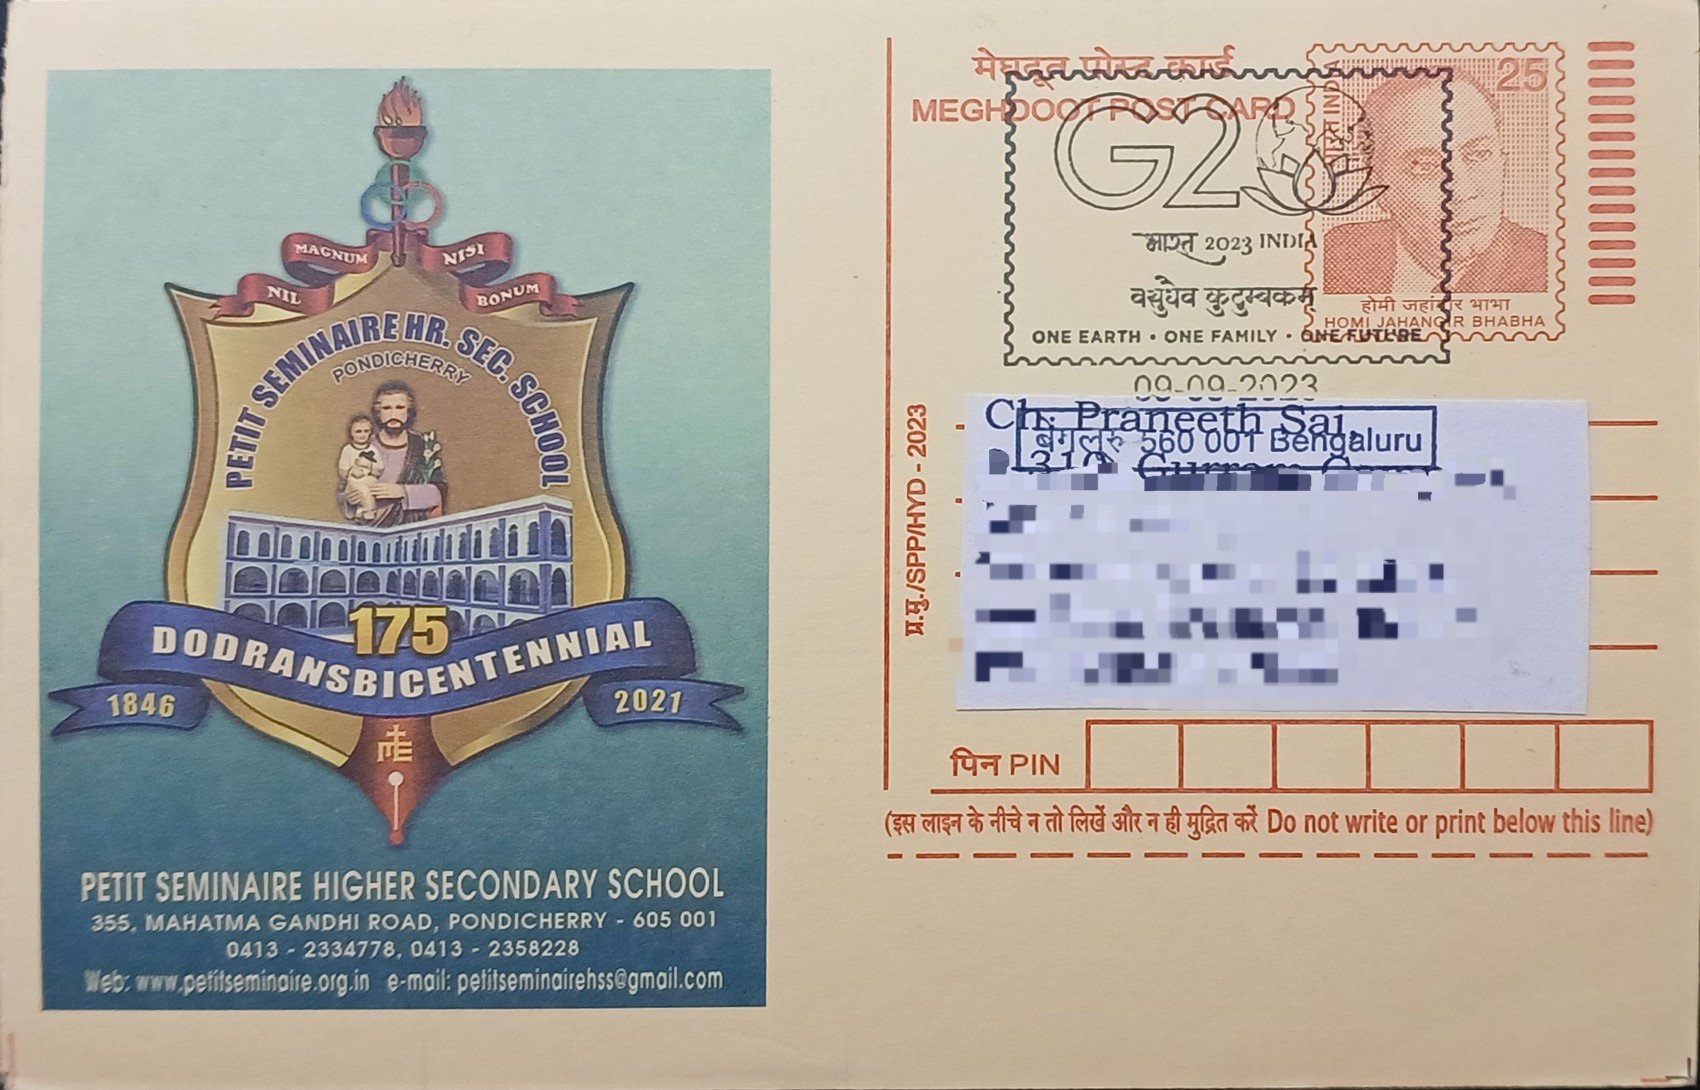 MAGNUM NISI
NIL BONUM
PETIT SEMINAIRE HR. SEC. SCHOOL
PONDICHERRY
175
DODRANSBICENTENNIAL
1846 2021
PETIT SEMINAIRE HIGHER SECONDARY SCHOOL
355, MAHATMA GANDHI ROAD, PONDICHERRY - 605 001
0413 - 2334778, 0413 - 2358228
Web: www.petitseminaire.org.in e-mail: petitseminairehss@gmail.com
मेघदूत पोस्ट कार्ड
MEGHDOOT POST CARD
25
भारत INDIA
होमी जहांगीर भाभा
HOMI JAHANGIR BHABHA
G20
भारत 2023 INDIA
वसुधैव कुटुम्बकम्
ONE EARTH • ONE FAMILY • ONE FUTURE
09-09-2023
Ch. Praneeth Sai,
बेंगलूरु 560 001 Bengaluru
प्र.मु./SPP/HYD - 2023
पिन PIN
(इस लाइन के नीचे न तो लिखें और न ही मुद्रित करें Do not write or print below this line)